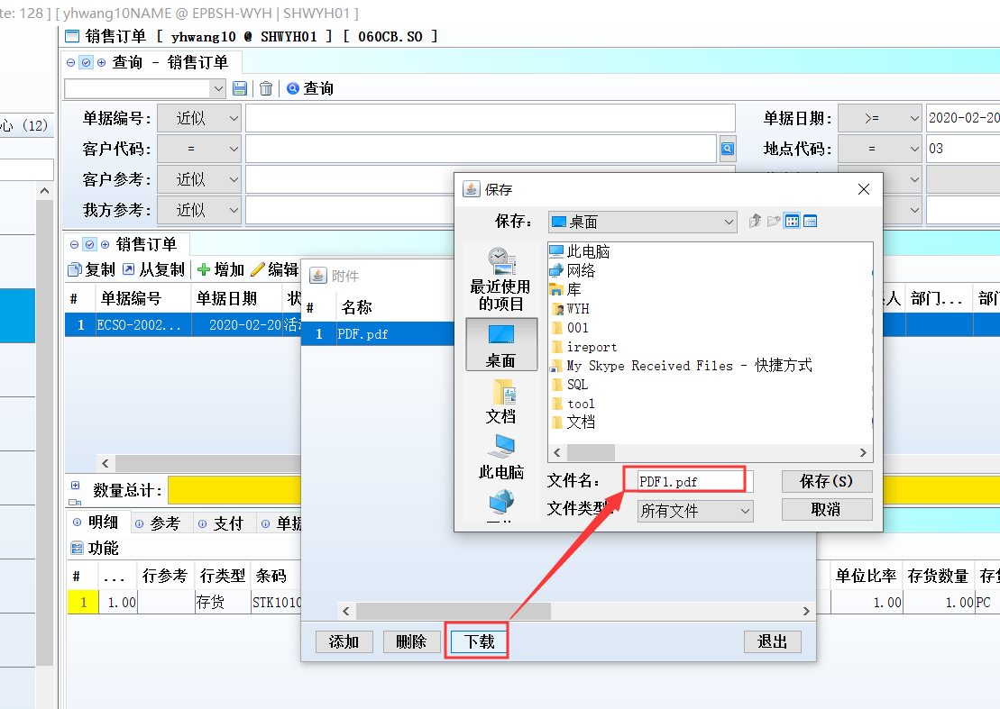 te: 128 ] [ yhwang10NAME @ EPBSH-WYH | SHWYH01 ]
销售订单 [ yhwang10 @ SHWYH01 ] [ 060CB.SO ]
查询 - 销售订单
查询
心 (12)
单据编号: 近似 单据日期: >= 2020-02-20
客户代码: = 地点代码: = 03
客户参考: 近似
我方参考: 近似
销售订单
复制 从复制 增加 编辑
# 单据编号 单据日期 状 人 部门... 部门
1 ECSO-2002... 2020-02-20 活
数量总计:
明细 参考 支付 单据
功能
# ... 行参考 行类型 条码 单位比率 存货数量 存货
1 1.00 存货 STK1010 1.00 1.00 PC
附件
# 名称
1 PDF.pdf
添加 删除 下载 退出
保存
保存: 桌面
最近使用
的项目
桌面
文档
此电脑
此电脑
网络
库
WYH
001
ireport
My Skype Received Files - 快捷方式
SQL
tool
文档
文件名: PDF1.pdf 保存(S)
文件类型: 所有文件 取消